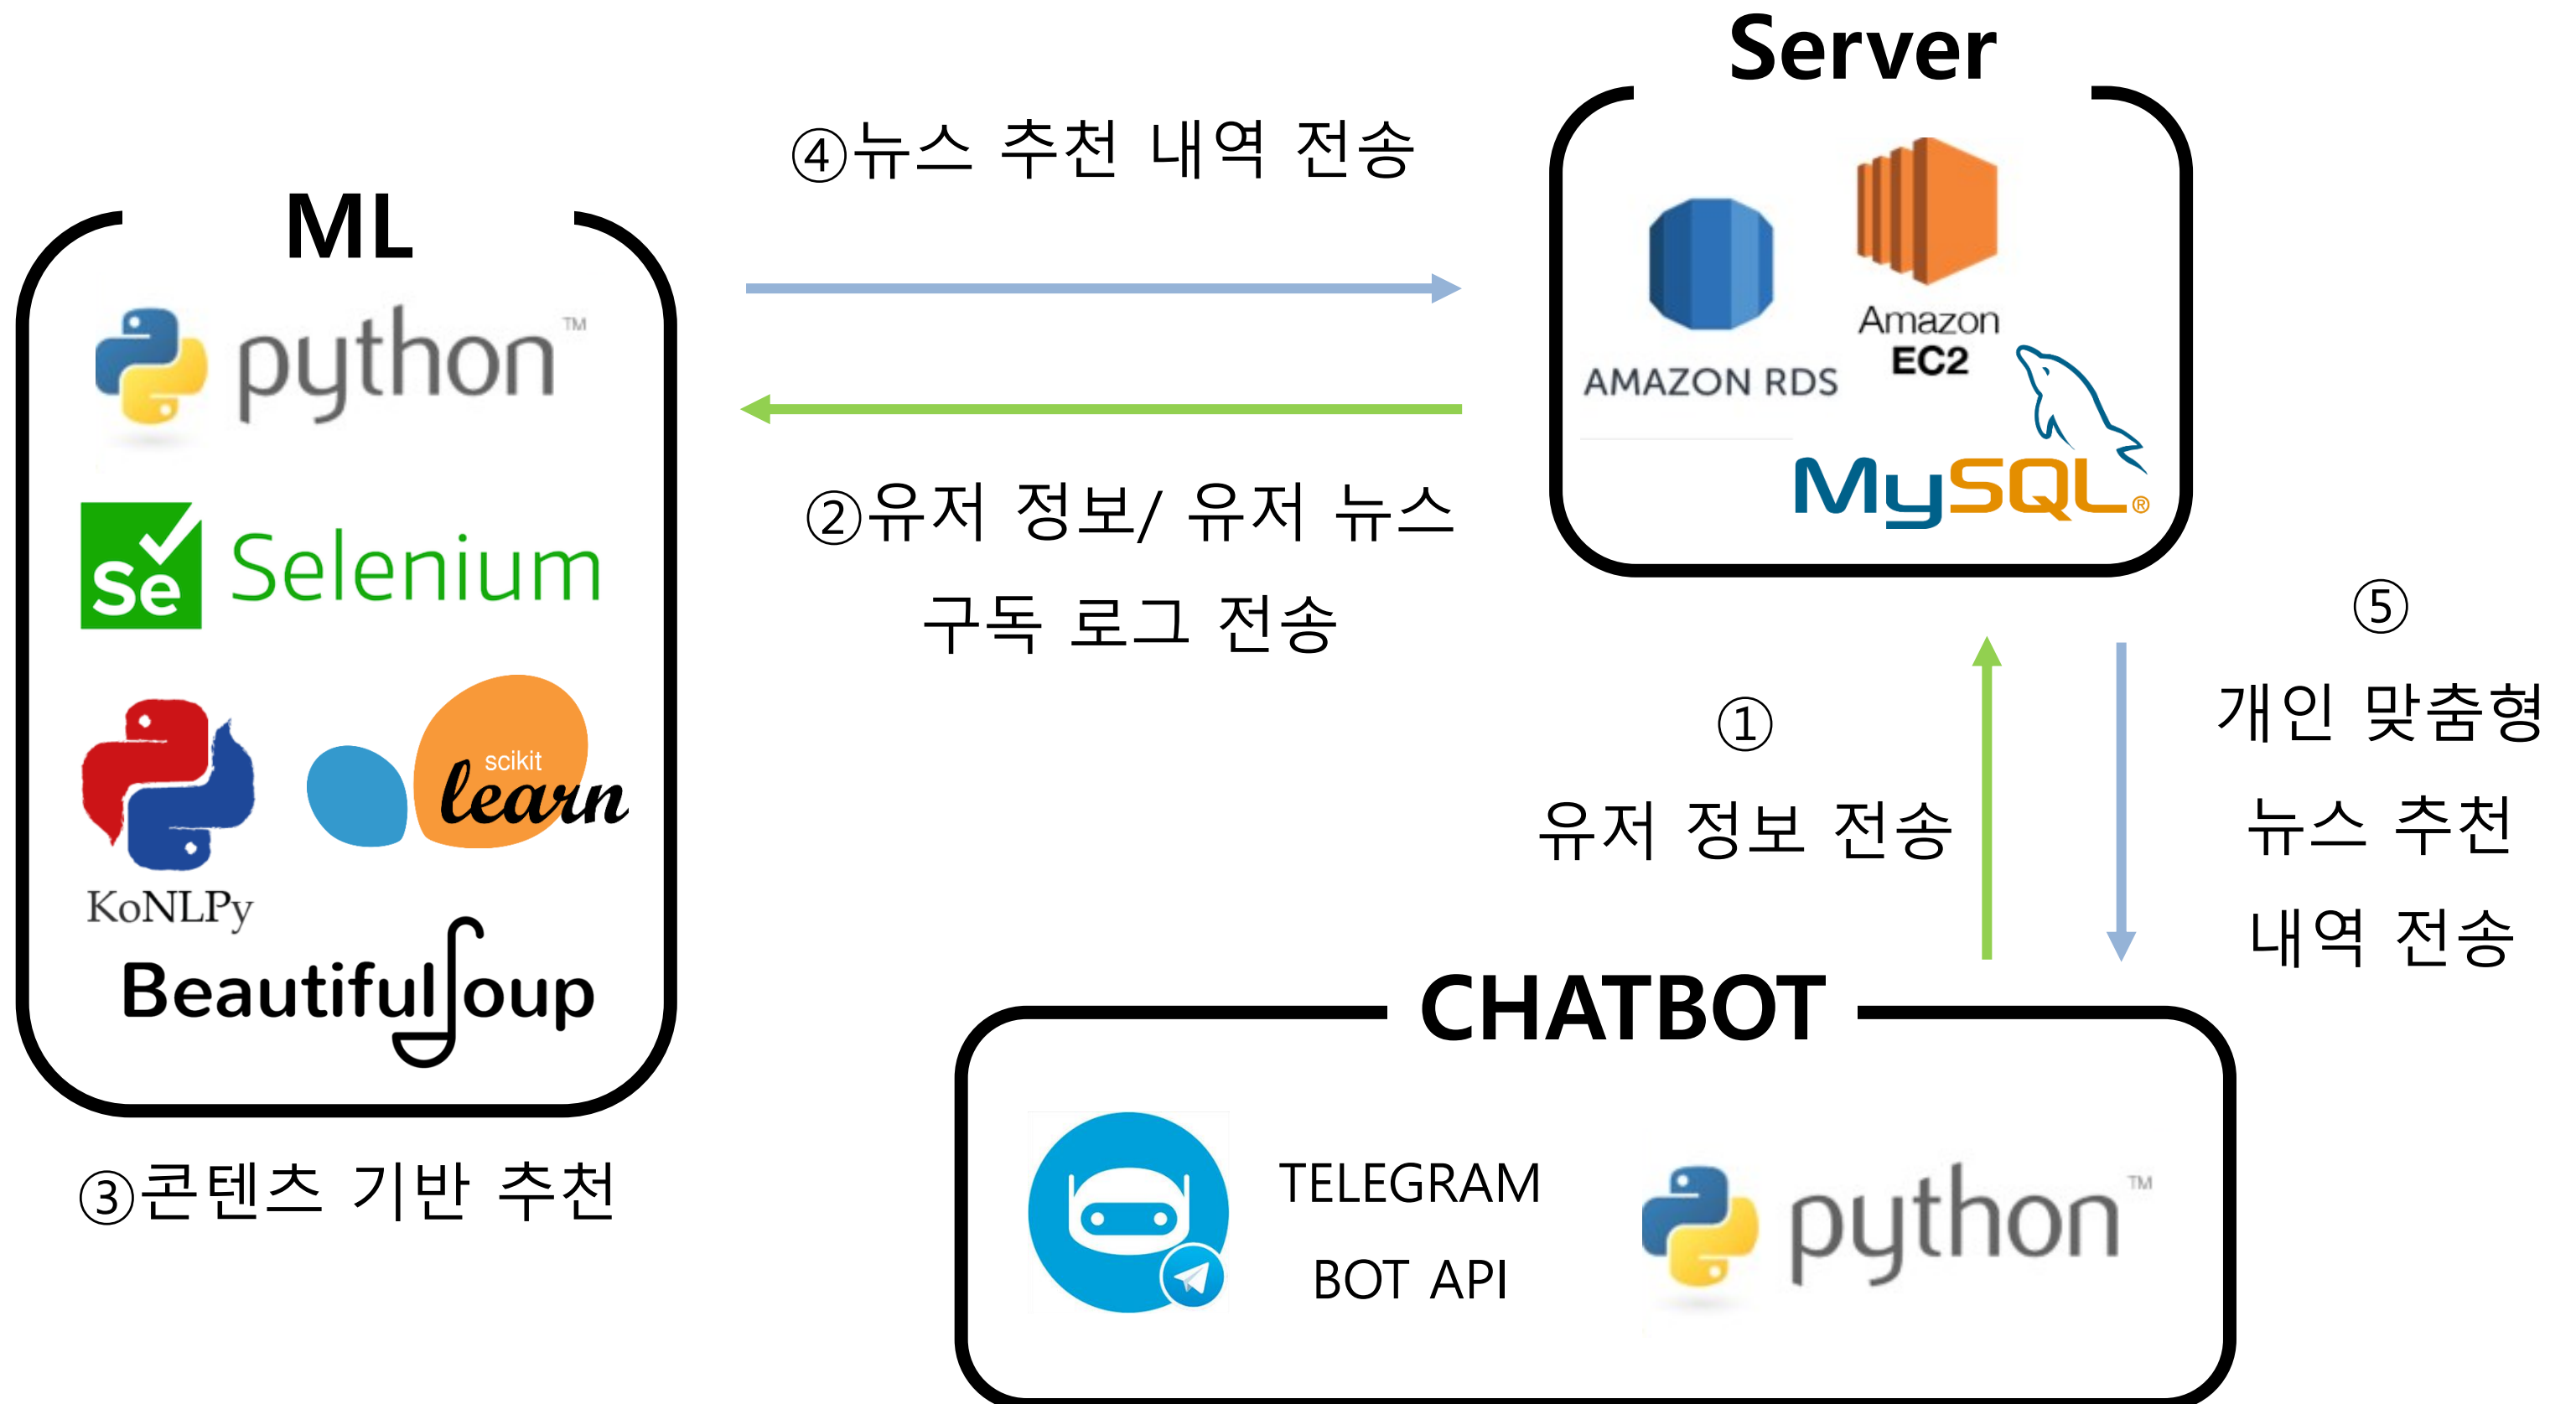 Server
④뉴스 추천 내역 전송
ML
python™
Amazon
EC2
AMAZON RDS
MySQL®
②유저 정보/ 유저 뉴스
구독 로그 전송
Se Selenium
scikit
learn
KoNLPy
BeautifulSoup
③콘텐츠 기반 추천
①
유저 정보 전송
⑤
개인 맞춤형
뉴스 추천
내역 전송
CHATBOT
TELEGRAM
BOT API
python™